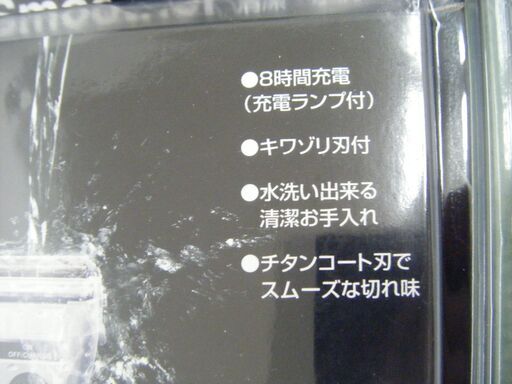 ●8時間充電
(充電ランプ付)
●キワゾリ刃付
●水洗い出来る
清潔お手入れ
●チタンコート刃で
スムーズな切れ味